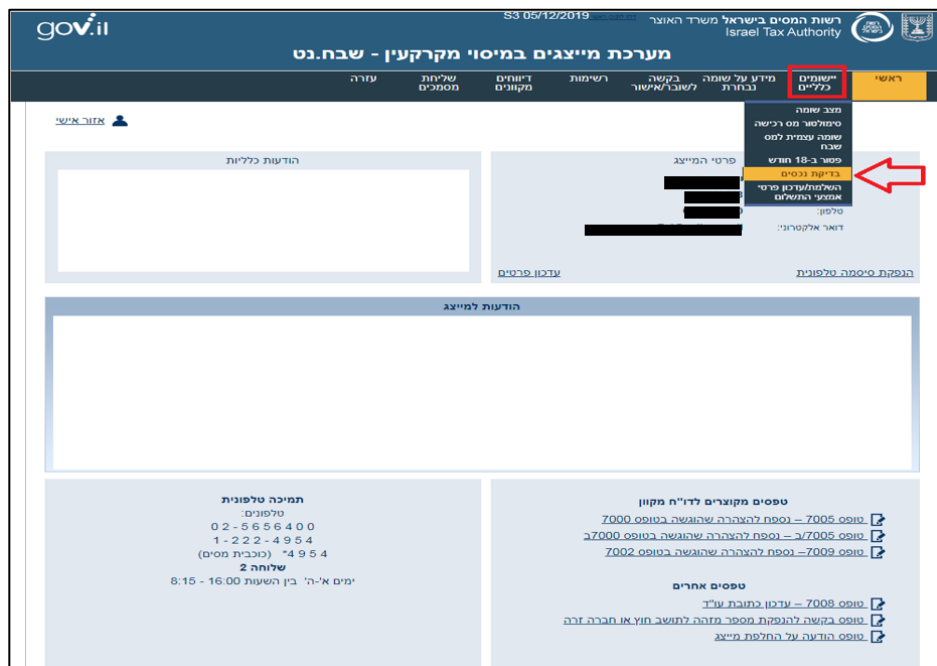 gov.il
S3 05/12/2019
רשות המסים בישראל משרד האוצר
Israel Tax Authority
מערכת מייצגים במיסוי מקרקעין - שבח.נט
ראשי
יישומים כלליים
מידע על שומה נבחרת
בקשה לשובר/אישור
רשימות
דיווחים מקוונים
שליחת מסמכים
עזרה
מצב שומה
סימולטור מס רכישה
שומה עצמית למס
שבח
פטור ב-18 חודש
בדיקת נכסים
השלמת/עדכון פרטי
אמצעי התשלום
אזור אישי
פרטי המייצג
טלפון:
דואר אלקטרוני:
הנפקת סיסמה טלפונית
עדכון פרטים
הודעות כלליות
הודעות למייצג
טפסים מקוצרים לדו"ח מקוון
טופס 7005 – נספח להצהרה שהוגשה בטופס 7000
טופס 7005/ב – נספח להצהרה שהוגשה בטופס 7000ב
טופס 7009– נספח להצהרה שהוגשה בטופס 7002
טפסים אחרים
טופס 7008 – עדכון כתובת עו"ד
טופס בקשה להנפקת מספר מזהה לתושב חוץ או חברה זרה
טופס הודעה על החלפת מייצג
תמיכה טלפונית
טלפונים:
02-5656400
1-222-4954
4954* (כוכבית מסים)
שלוחה 2
ימים א'-ה' בין השעות 16:00 - 8:15